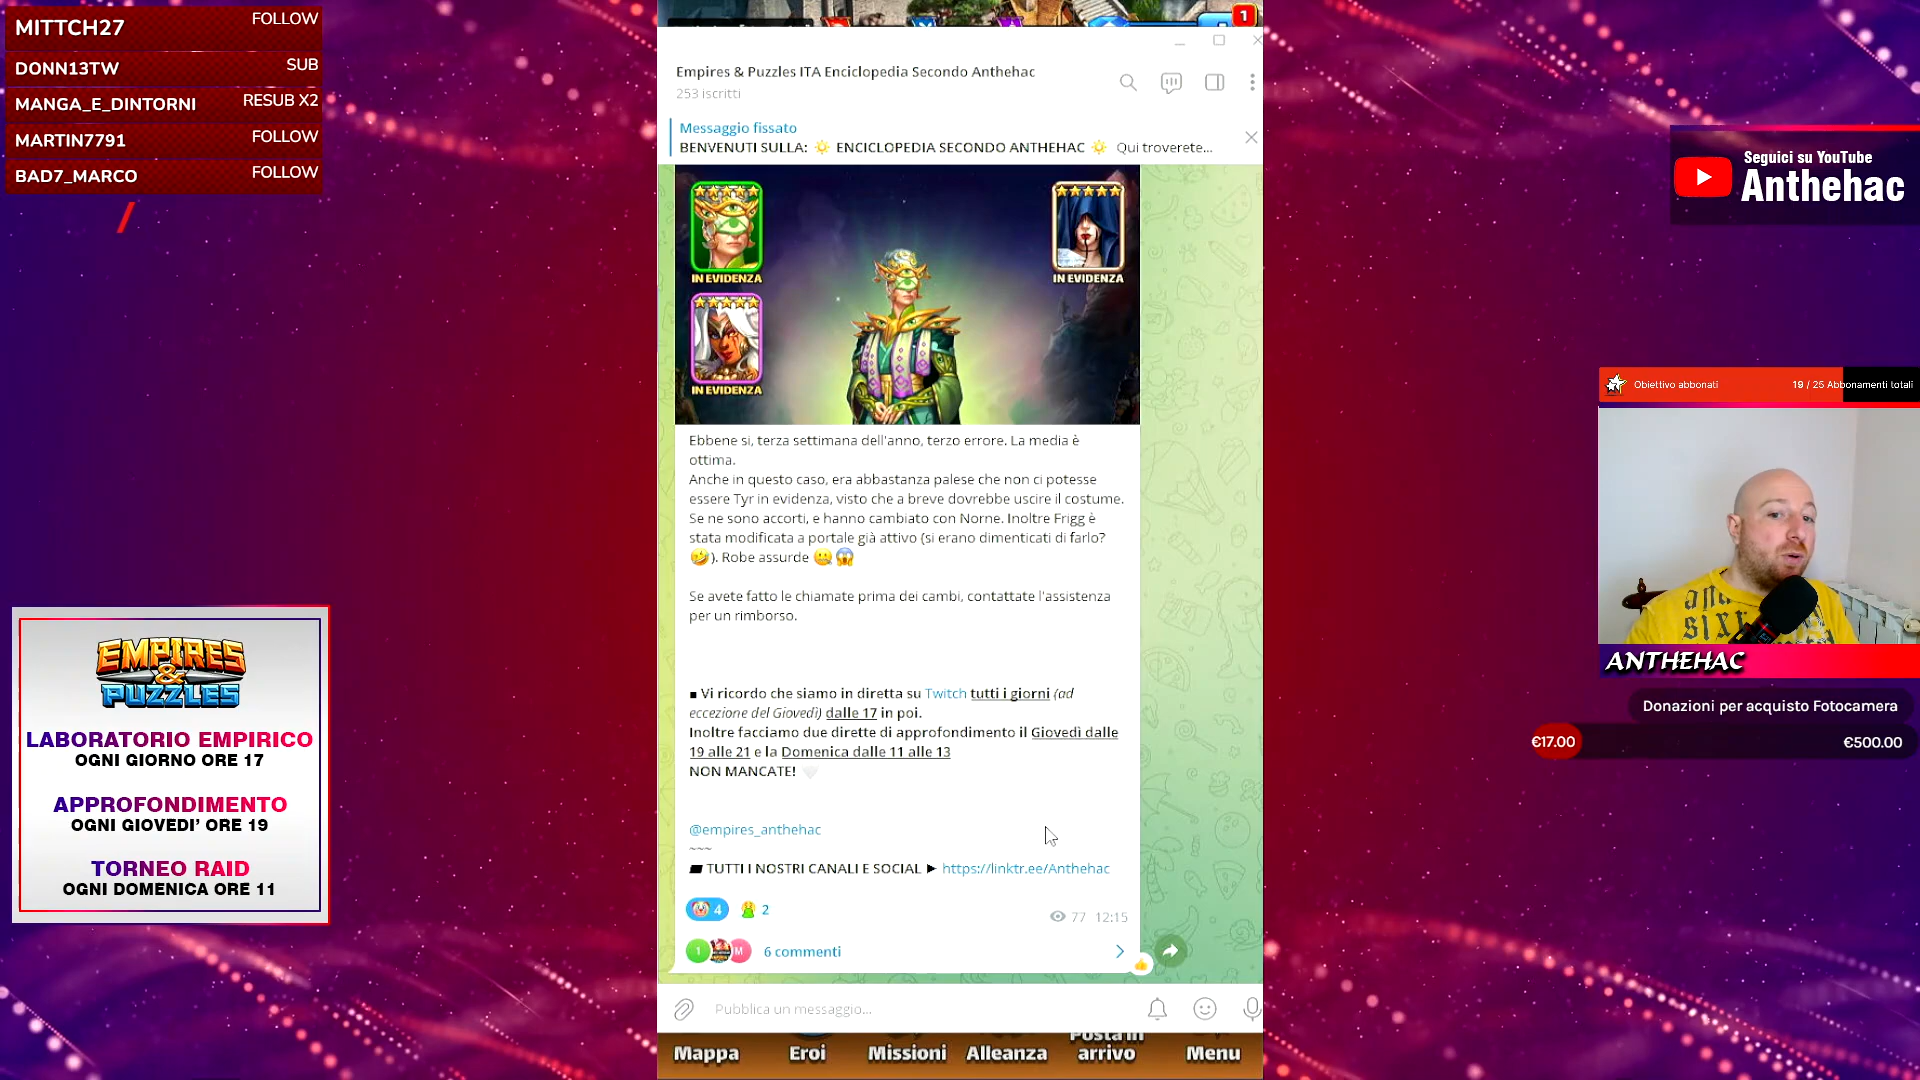 MITTCH27 FOLLOW
DONN13TW SUB
MANGA_E_DINTORNI RESUB X2
MARTIN7791 FOLLOW
BAD7_MARCO FOLLOW
EMPIRES
&
PUZZLES
LABORATORIO EMPIRICO
OGNI GIORNO ORE 17
APPROFONDIMENTO
OGNI GIOVEDI' ORE 19
TORNEO RAID
OGNI DOMENICA ORE 11
1
Empires & Puzzles ITA Enciclopedia Secondo Anthehac
253 iscritti
Messaggio fissato
BENVENUTI SULLA: ☀️ ENCICLOPEDIA SECONDO ANTHEHAC ☀️ Qui troverete...
IN EVIDENZA
IN EVIDENZA
IN EVIDENZA
Ebbene si, terza settimana dell'anno, terzo errore. La media è
ottima.
Anche in questo caso, era abbastanza palese che non ci potesse
essere Tyr in evidenza, visto che a breve dovrebbe uscire il costume.
Se ne sono accorti, e hanno cambiato con Norne. Inoltre Frigg è
stata modificata a portale già attivo (si erano dimenticati di farlo?
🤣). Robe assurde 🤐😱
Se avete fatto le chiamate prima dei cambi, contattate l'assistenza
per un rimborso.
▪ Vi ricordo che siamo in diretta su Twitch tutti i giorni (ad
eccezione del Giovedì) dalle 17 in poi.
Inoltre facciamo due dirette di approfondimento il Giovedì dalle
19 alle 21 e la Domenica dalle 11 alle 13
NON MANCATE! 🤍
@empires_anthehac
~~~
▰ TUTTI I NOSTRI CANALI E SOCIAL ► https://linktr.ee/Anthehac
🤡 4 🤮 2
77 12:15
1 M 6 commenti
Pubblica un messaggio...
Mappa Eroi Missioni Alleanza Posta in arrivo Menu
Seguici su YouTube
Anthehac
Obiettivo abbonati 19 / 25 Abbonamenti totali
ANTHEHAC
Donazioni per acquisto Fotocamera
€17.00 €500.00